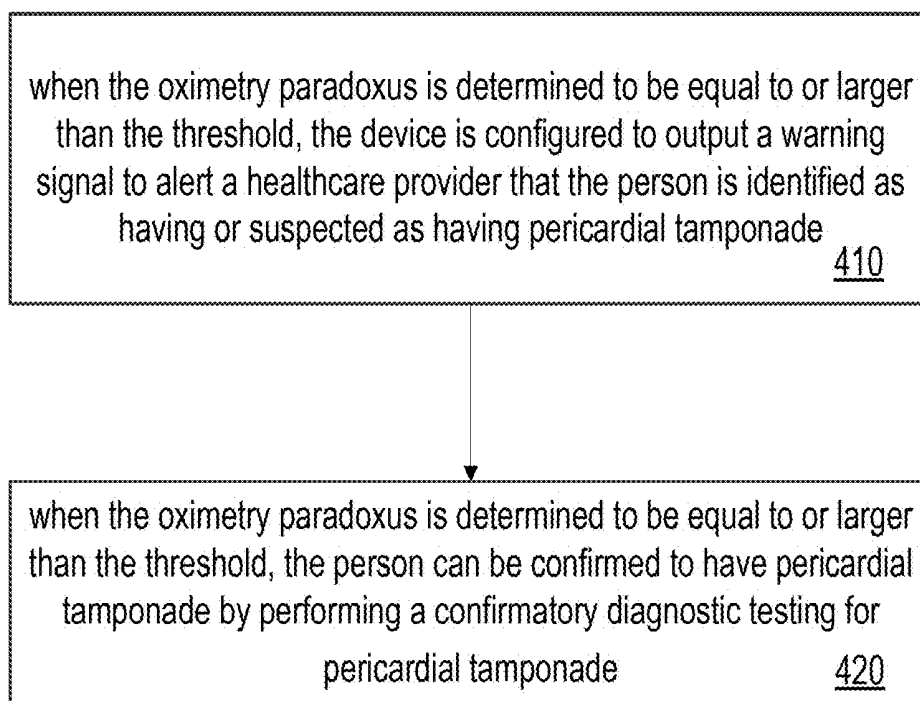 when the oximetry paradoxus is determined to be equal to or larger
than the threshold, the device is configured to output a warning
signal to alert a healthcare provider that the person is identified as
having or suspected as having pericardial tamponade
410
when the oximetry paradoxus is determined to be equal to or larger
than the threshold, the person can be confirmed to have pericardial
tamponade by performing a confirmatory diagnostic testing for
pericardial tamponade
420